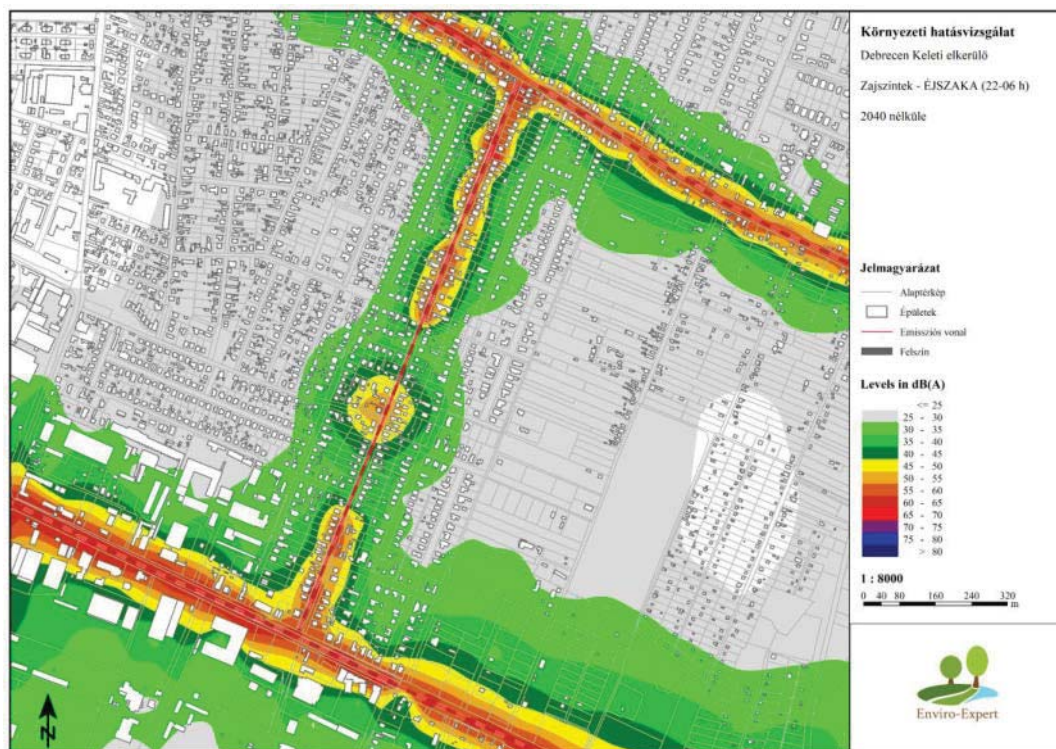 Környezeti hatásvizsgálat
Debrecen Keleti elkerülő
Zajszintek - ÉJSZAKA (22-06 h)
2040 nélküle
Jelmagyarázat
Alaptérkép
Épületek
Emissziós vonal
Felszín
Levels in dB(A)
<= 25
25 - 30
30 - 35
35 - 40
40 - 45
45 - 50
50 - 55
55 - 60
60 - 65
65 - 70
70 - 75
75 - 80
> 80
1 : 8000
0 40 80 160 240 320
m
Enviro-Expert
N